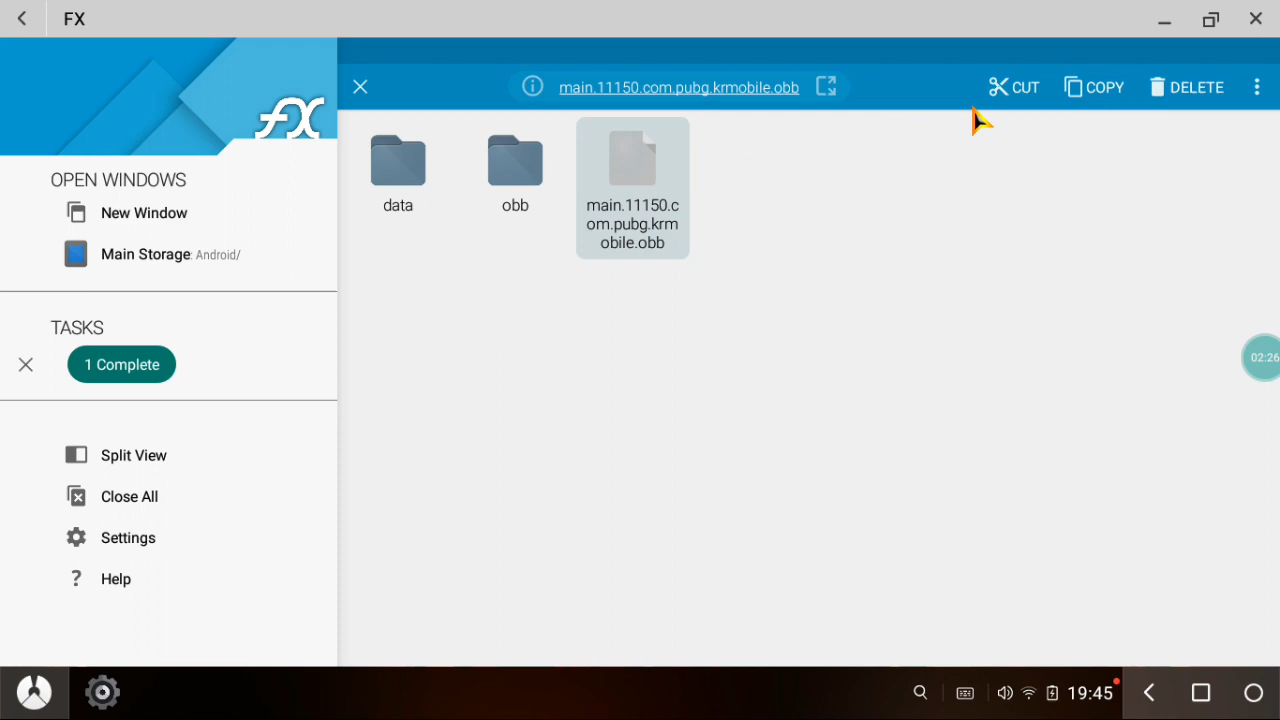 FX
main.11150.com.pubg.krmobile.obb
CUT
COPY
DELETE
FX
OPEN WINDOWS
New Window
Main Storage: Android/
TASKS
1 Complete
Split View
Close All
Settings
? Help
data
obb
main.11150.c
om.pubg.krm
obile.obb
02:26
19:45